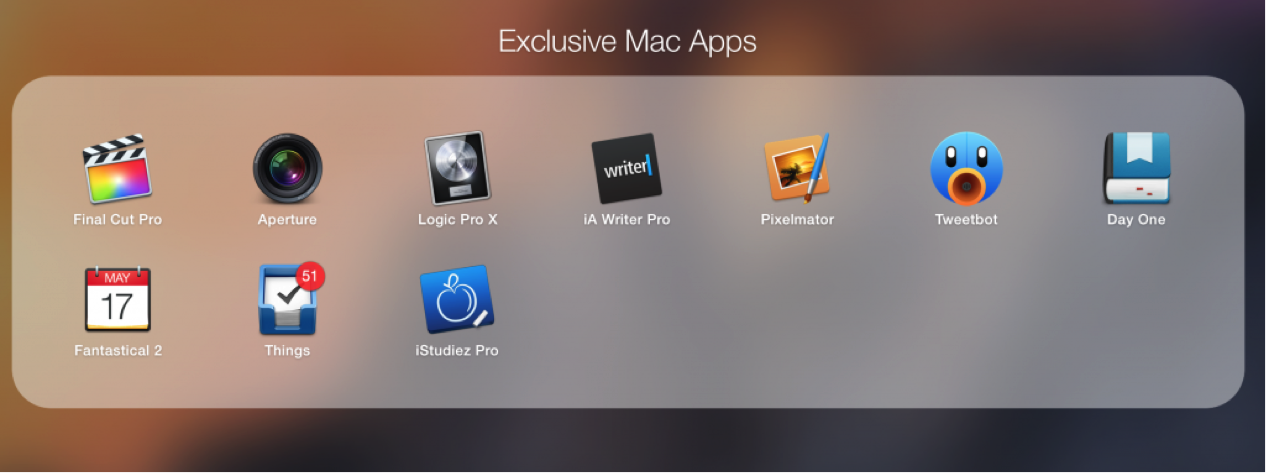 Exclusive Mac Apps
writer
Final Cut Pro
Aperture
Logic Pro X
iA Writer Pro
Pixelmator
Tweetbot
Day One
MAY
17
51
Fantastical 2
Things
iStudiez Pro